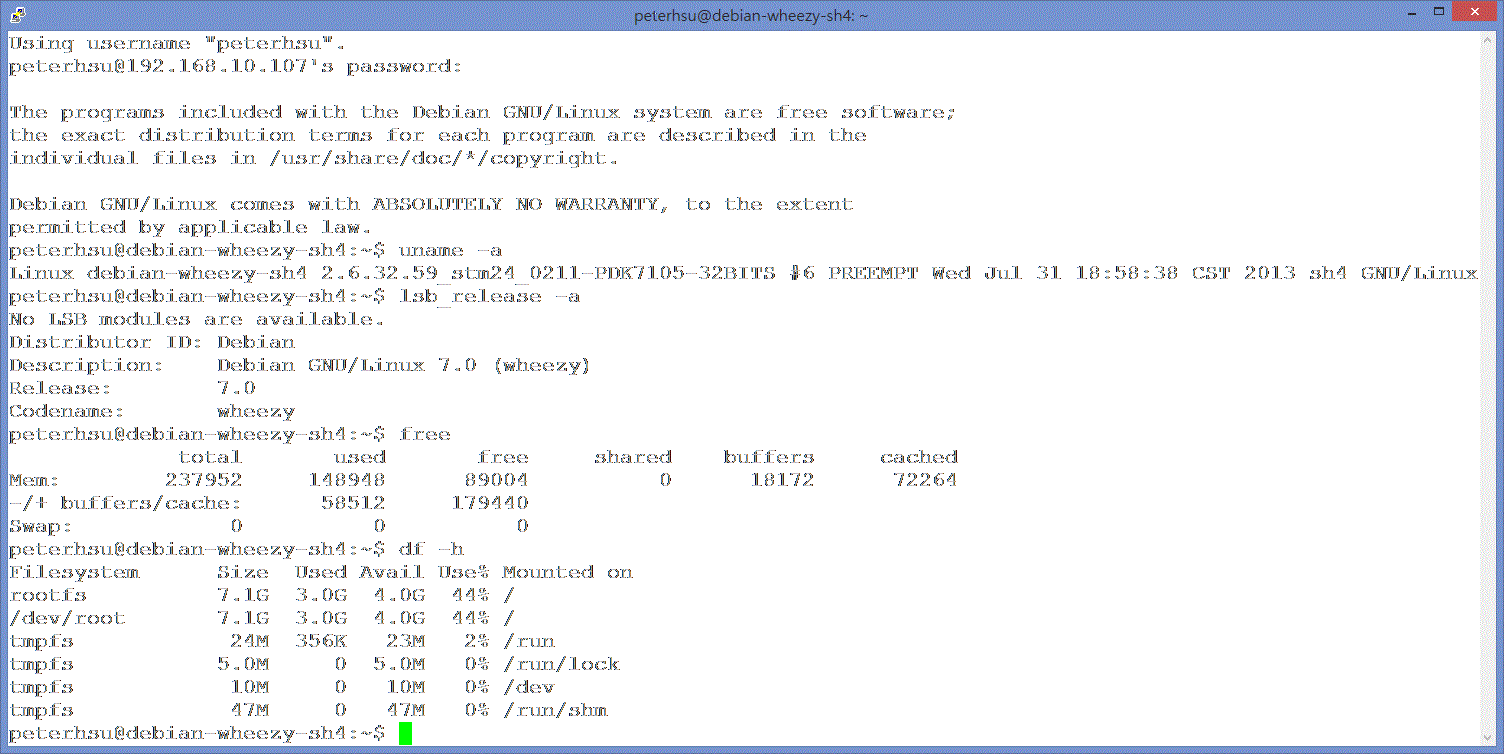 peterhsu@debian-wheezy-sh4: ~
Using username "peterhsu".
peterhsu@192.168.10.107's password:
The programs included with the Debian GNU/Linux system are free software;
the exact distribution terms for each program are described in the
individual files in /usr/share/doc/*/copyright.
Debian GNU/Linux comes with ABSOLUTELY NO WARRANTY, to the extent
permitted by applicable law.
peterhsu@debian-wheezy-sh4:~$ uname -a
Linux debian-wheezy-sh4 2.6.32.59_stm24_0211-PDK7105-32BITS #6 PREEMPT Wed Jul 31 18:58:38 CST 2013 sh4 GNU/Linux
peterhsu@debian-wheezy-sh4:~$ lsb_release -a
No LSB modules are available.
Distributor ID: Debian
Description:    Debian GNU/Linux 7.0 (wheezy)
Release:        7.0
Codename:       wheezy
peterhsu@debian-wheezy-sh4:~$ free
             total       used       free     shared    buffers     cached
Mem:        237952     148948      89004          0      18172      72264
-/+ buffers/cache:      58512     179440
Swap:            0          0          0
peterhsu@debian-wheezy-sh4:~$ df -h
Filesystem      Size  Used Avail Use% Mounted on
rootfs          7.1G  3.0G  4.0G  44% /
/dev/root       7.1G  3.0G  4.0G  44% /
tmpfs            24M  356K   23M   2% /run
tmpfs           5.0M     0  5.0M   0% /run/lock
tmpfs            10M     0   10M   0% /dev
tmpfs            47M     0   47M   0% /run/shm
peterhsu@debian-wheezy-sh4:~$